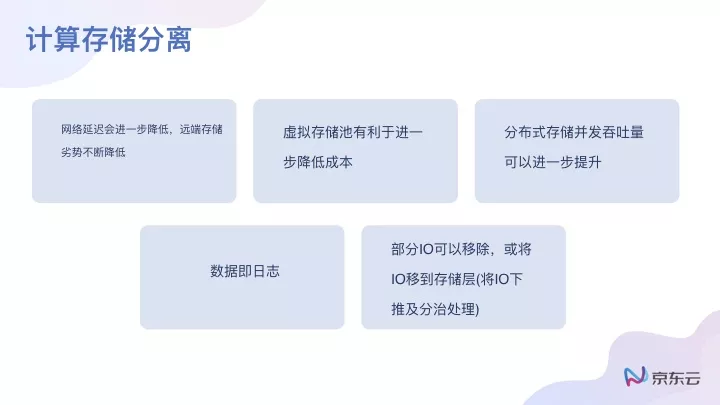 计算存储分离
网络延迟会进一步降低，远端存储
劣势不断降低
虚拟存储池有利于进一
步降低成本
分布式存储并发吞吐量
可以进一步提升
数据即日志
部分IO可以移除，或将
IO移到存储层(将IO下
推及分治处理)
京东云